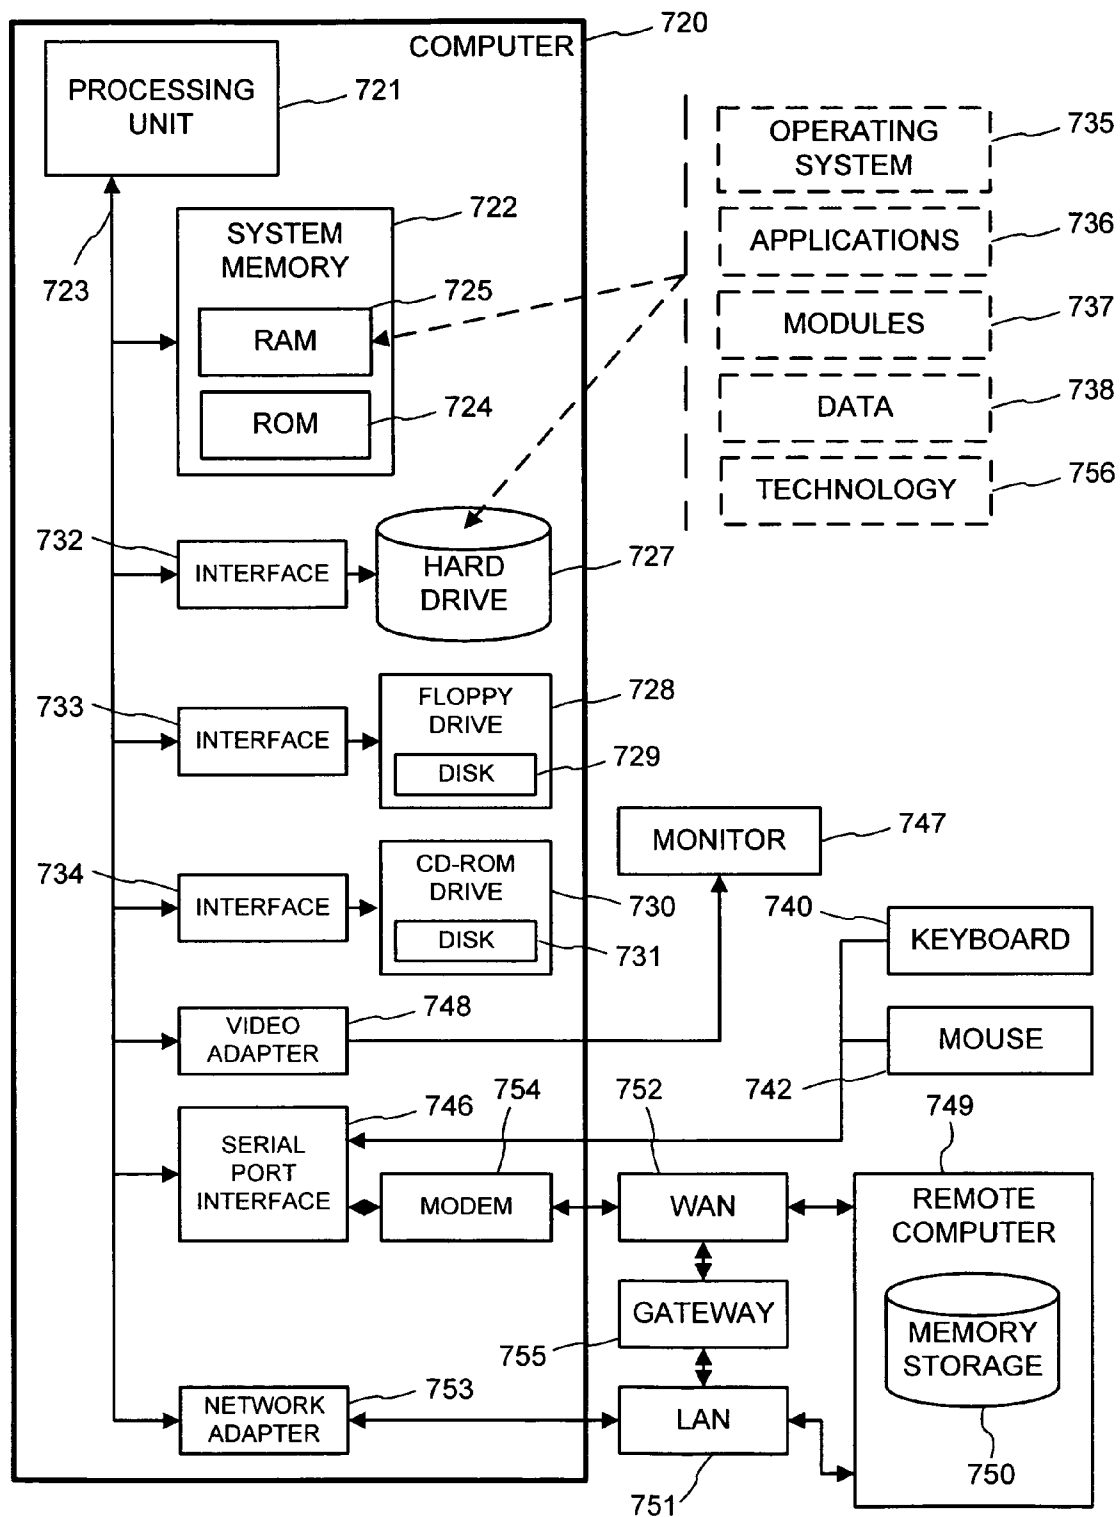 720
COMPUTER
PROCESSING
UNIT
721
723
722
SYSTEM
MEMORY
725
RAM
724
ROM
OPERATING
SYSTEM
735
APPLICATIONS
736
MODULES
737
DATA
738
TECHNOLOGY
756
732
INTERFACE
HARD
DRIVE
727
733
INTERFACE
FLOPPY
DRIVE
728
DISK
729
734
INTERFACE
CD-ROM
DRIVE
730
DISK
731
MONITOR
747
740
KEYBOARD
MOUSE
742
748
VIDEO
ADAPTER
746
SERIAL
PORT
INTERFACE
754
MODEM
752
WAN
749
REMOTE
COMPUTER
GATEWAY
755
MEMORY
STORAGE
750
753
NETWORK
ADAPTER
LAN
751